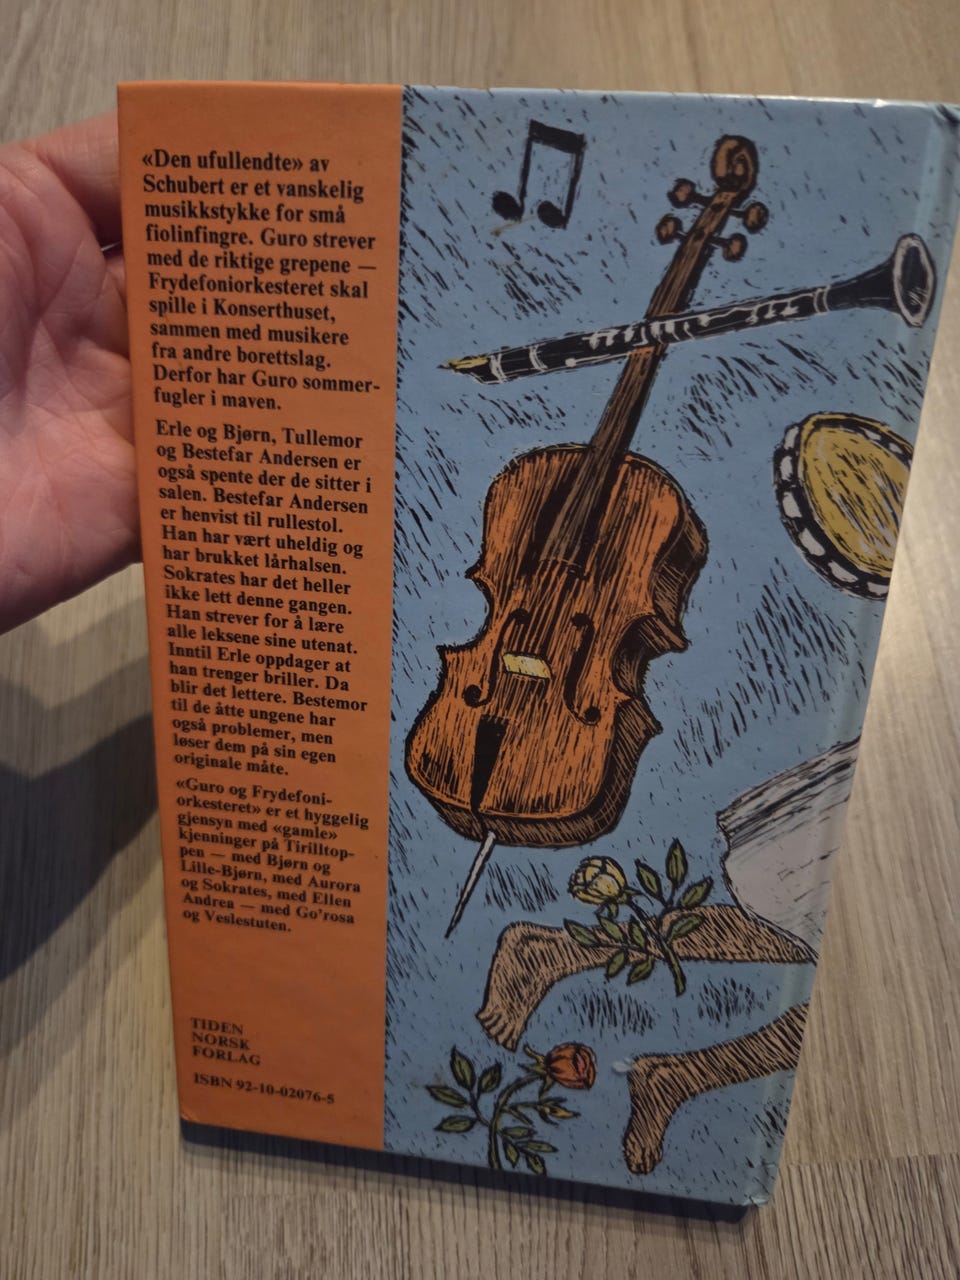 «Den ufullendte» av
Schubert er et vanskelig
musikkstykke for små
fiolinfingre. Guro strever
med de riktige grepene —
Frydefoniorkesteret skal
spille i Konserthuset,
sammen med musikere
fra andre borettslag.
Derfor har Guro sommer-
fugler i maven.
Erle og Bjørn, Tullemor
og Bestefar Andersen er
også spente der de sitter i
salen. Bestefar Andersen
er henvist til rullestol.
Han har vært uheldig og
har brukket lårhalsen.
Sokrates har det heller
ikke lett denne gangen.
Han strever for å lære
alle leksene sine utenat.
Inntil Erle oppdager at
han trenger briller. Da
blir det lettere. Bestemor
til de åtte ungene har
også problemer, men
løser dem på sin egen
originale måte.
«Guro og Frydefoni-
orkesteret» er et hyggelig
gjensyn med «gamle»
kjenninger på Tirilltop-
pen — med Bjørn og
Lille-Bjørn, med Aurora
og Sokrates, med Ellen
Andrea — med Go'rosa
og Veslestuten.
TIDEN
NORSK
FORLAG
ISBN 92-10-02076-5